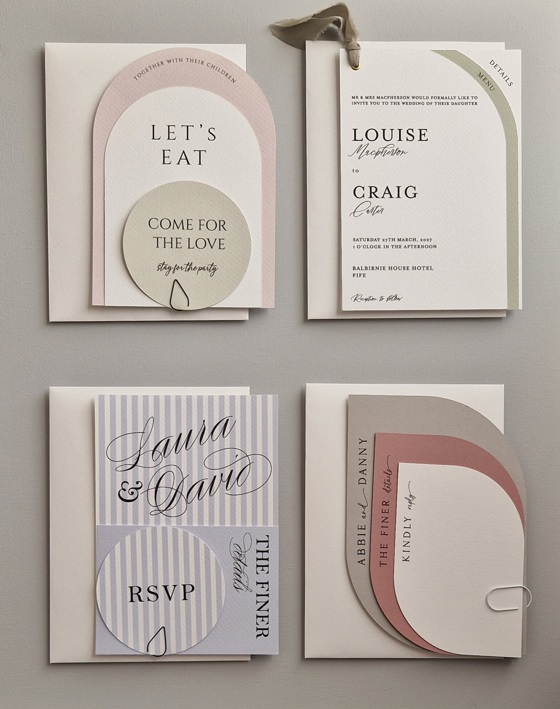 TOGETHER WITH THEIR CHILDREN
LET'S
EAT
COME FOR
THE LOVE
stay for the party
DETAILS
MENU
MR & MRS MACPHERSON WOULD FORMALLY LIKE TO
INVITE YOU TO THE WEDDING OF THEIR DAUGHTER
LOUISE
Macpherson
to
CRAIG
Carter
SATURDAY 27TH MARCH, 2027
1 O'CLOCK IN THE AFTERNOON
BALBIRNIE HOUSE HOTEL
FIFE
Reception to follow
Laura
& David
THE FINER
details
RSVP
ABBIE and DANNY
THE FINER details
KINDLY reply